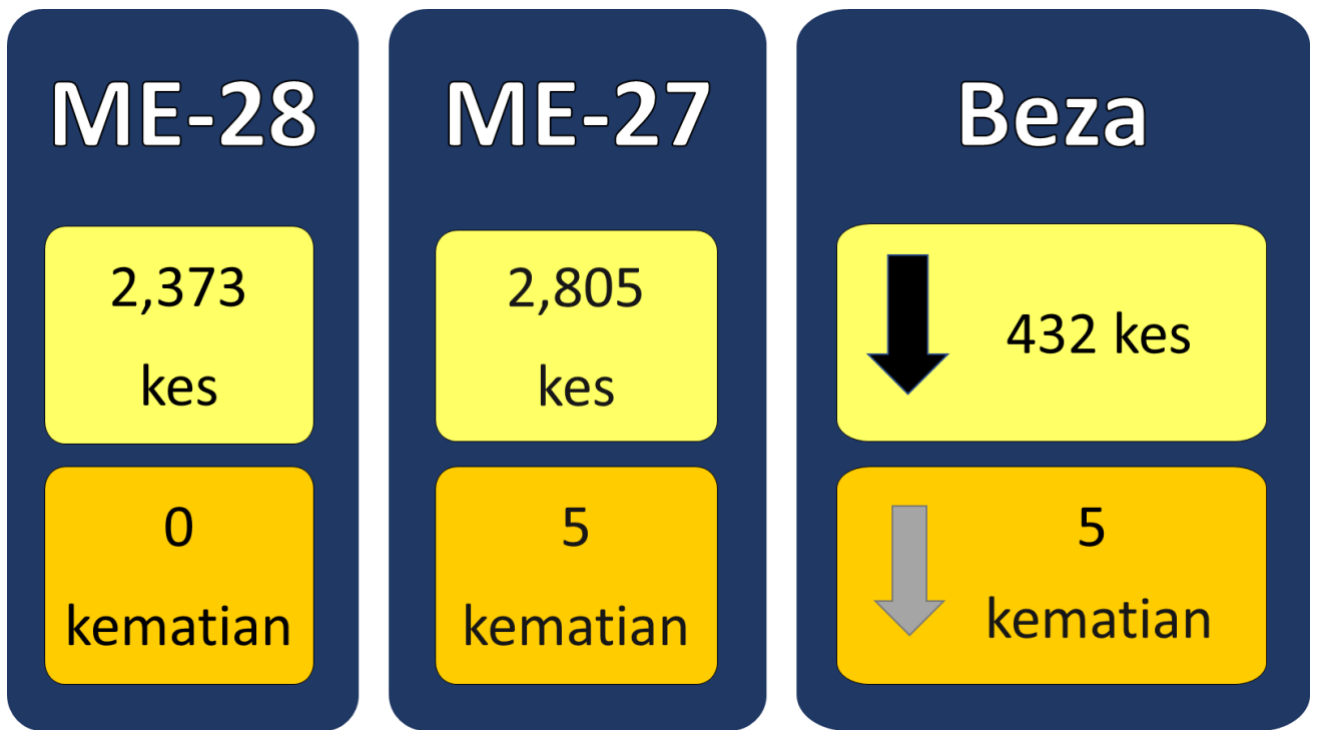 ME-28
2,373
kes
0
kematian
ME-27
2,805
kes
5
kematian
Beza
432 kes
5
kematian